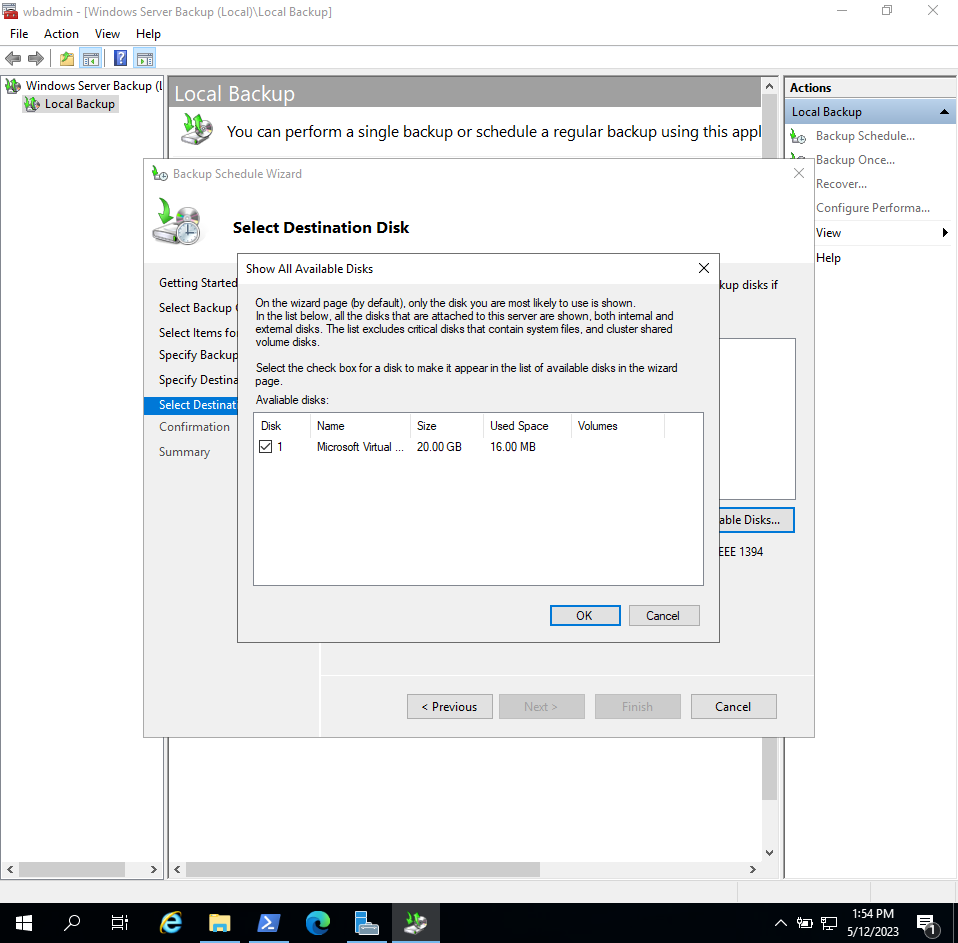 wbadmin - [Windows Server Backup (Local)\Local Backup]
File Action View Help
Windows Server Backup (L
Local Backup
Local Backup
You can perform a single backup or schedule a regular backup using this appl
Actions
Local Backup
Backup Schedule...
Backup Once...
Recover...
Configure Performa...
View
Help
Backup Schedule Wizard
Select Destination Disk
Getting Started
Select Backup
Select Items fo
Specify Backup
Specify Destina
Select Destinat
Confirmation
Summary
kup disks if
able Disks...
EEE 1394
Show All Available Disks
On the wizard page (by default), only the disk you are most likely to use is shown.
In the list below, all the disks that are attached to this server are shown, both internal and
external disks. The list excludes critical disks that contain system files, and cluster shared
volume disks.
Select the check box for a disk to make it appear in the list of available disks in the wizard
page.
Available disks:
Disk Name Size Used Space Volumes
1 Microsoft Virtual ... 20.00 GB 16.00 MB
OK Cancel
< Previous Next > Finish Cancel
1:54 PM
5/12/2023
1